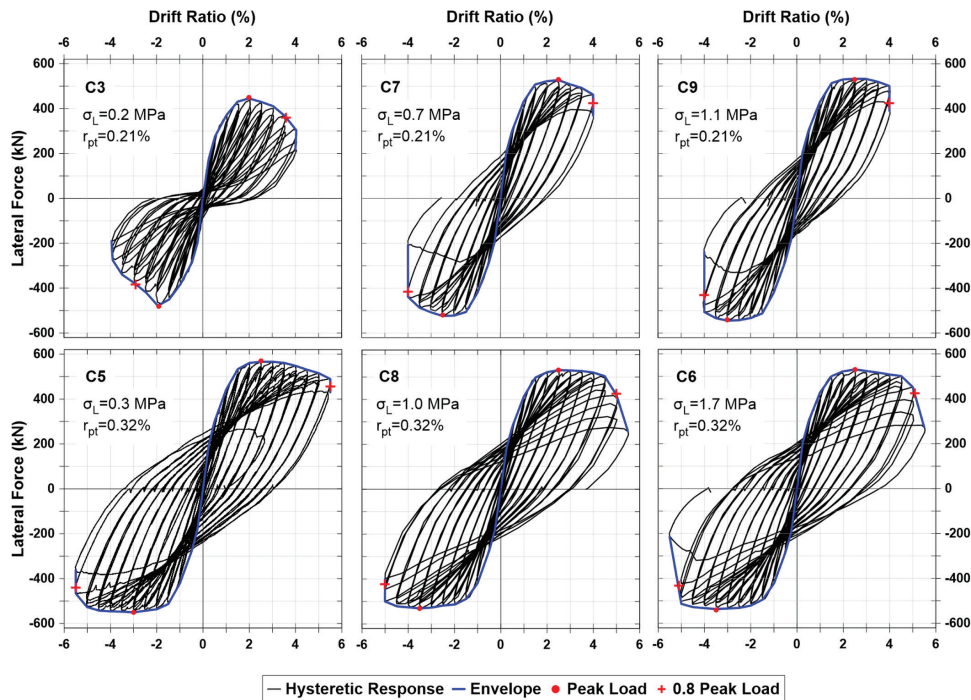 Drift Ratio (%) Drift Ratio (%) Drift Ratio (%)
-6 -4 -2 0 2 4 6 -6 -4 -2 0 2 4 6 -6 -4 -2 0 2 4 6
Lateral Force (kN)
600
400
200
0
-200
-400
-600
C3
σL=0.2 MPa
rpt=0.21%
C7
σL=0.7 MPa
rpt=0.21%
C9
σL=1.1 MPa
rpt=0.21%
600
400
200
0
-200
-400
-600
Lateral Force (kN)
600
400
200
0
-200
-400
-600
C5
σL=0.3 MPa
rpt=0.32%
C8
σL=1.0 MPa
rpt=0.32%
C6
σL=1.7 MPa
rpt=0.32%
600
400
200
0
-200
-400
-600
-6 -4 -2 0 2 4 6 -6 -4 -2 0 2 4 6 -6 -4 -2 0 2 4 6
Hysteretic Response Envelope Peak Load 0.8 Peak Load